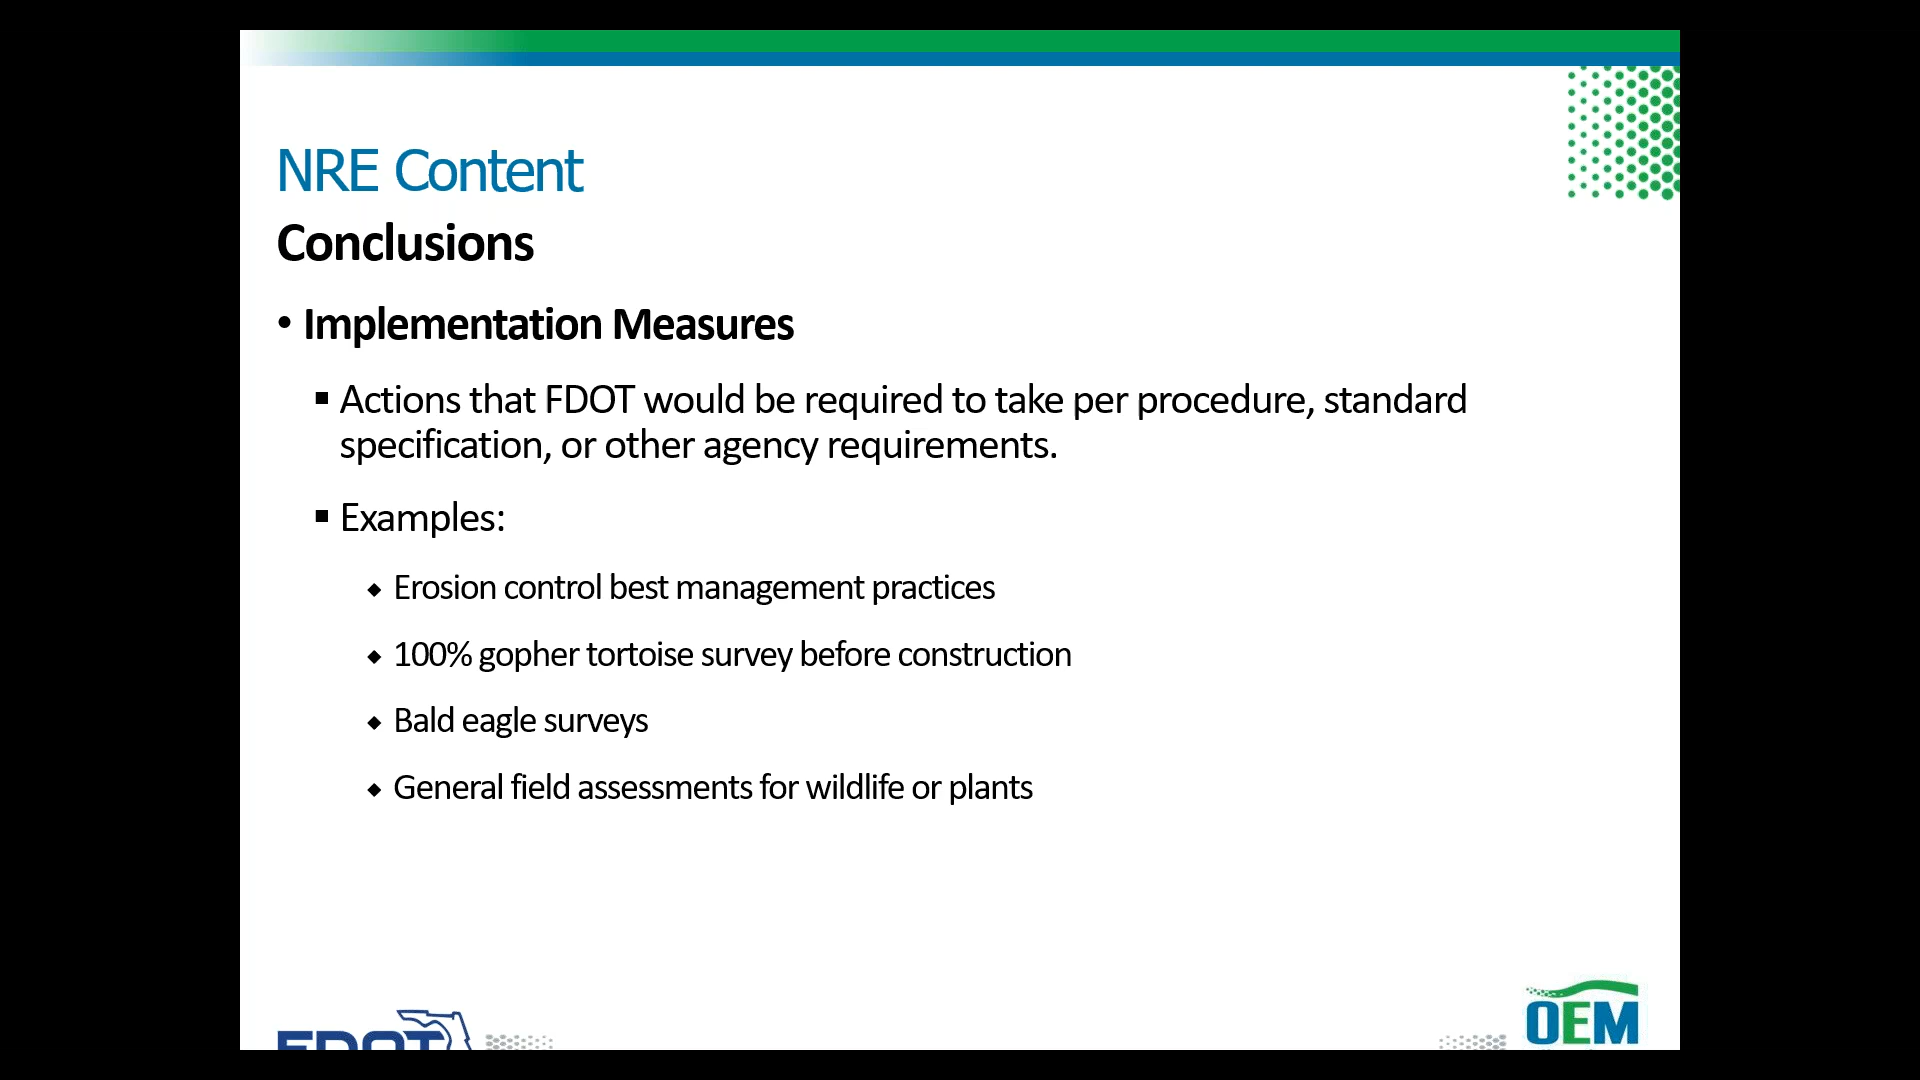 NRE Content
Conclusions
• Implementation Measures
▪ Actions that FDOT would be required to take per procedure, standard
specification, or other agency requirements.
▪ Examples:
◆ Erosion control best management practices
◆ 100% gopher tortoise survey before construction
◆ Bald eagle surveys
◆ General field assessments for wildlife or plants
FDOT
OEM